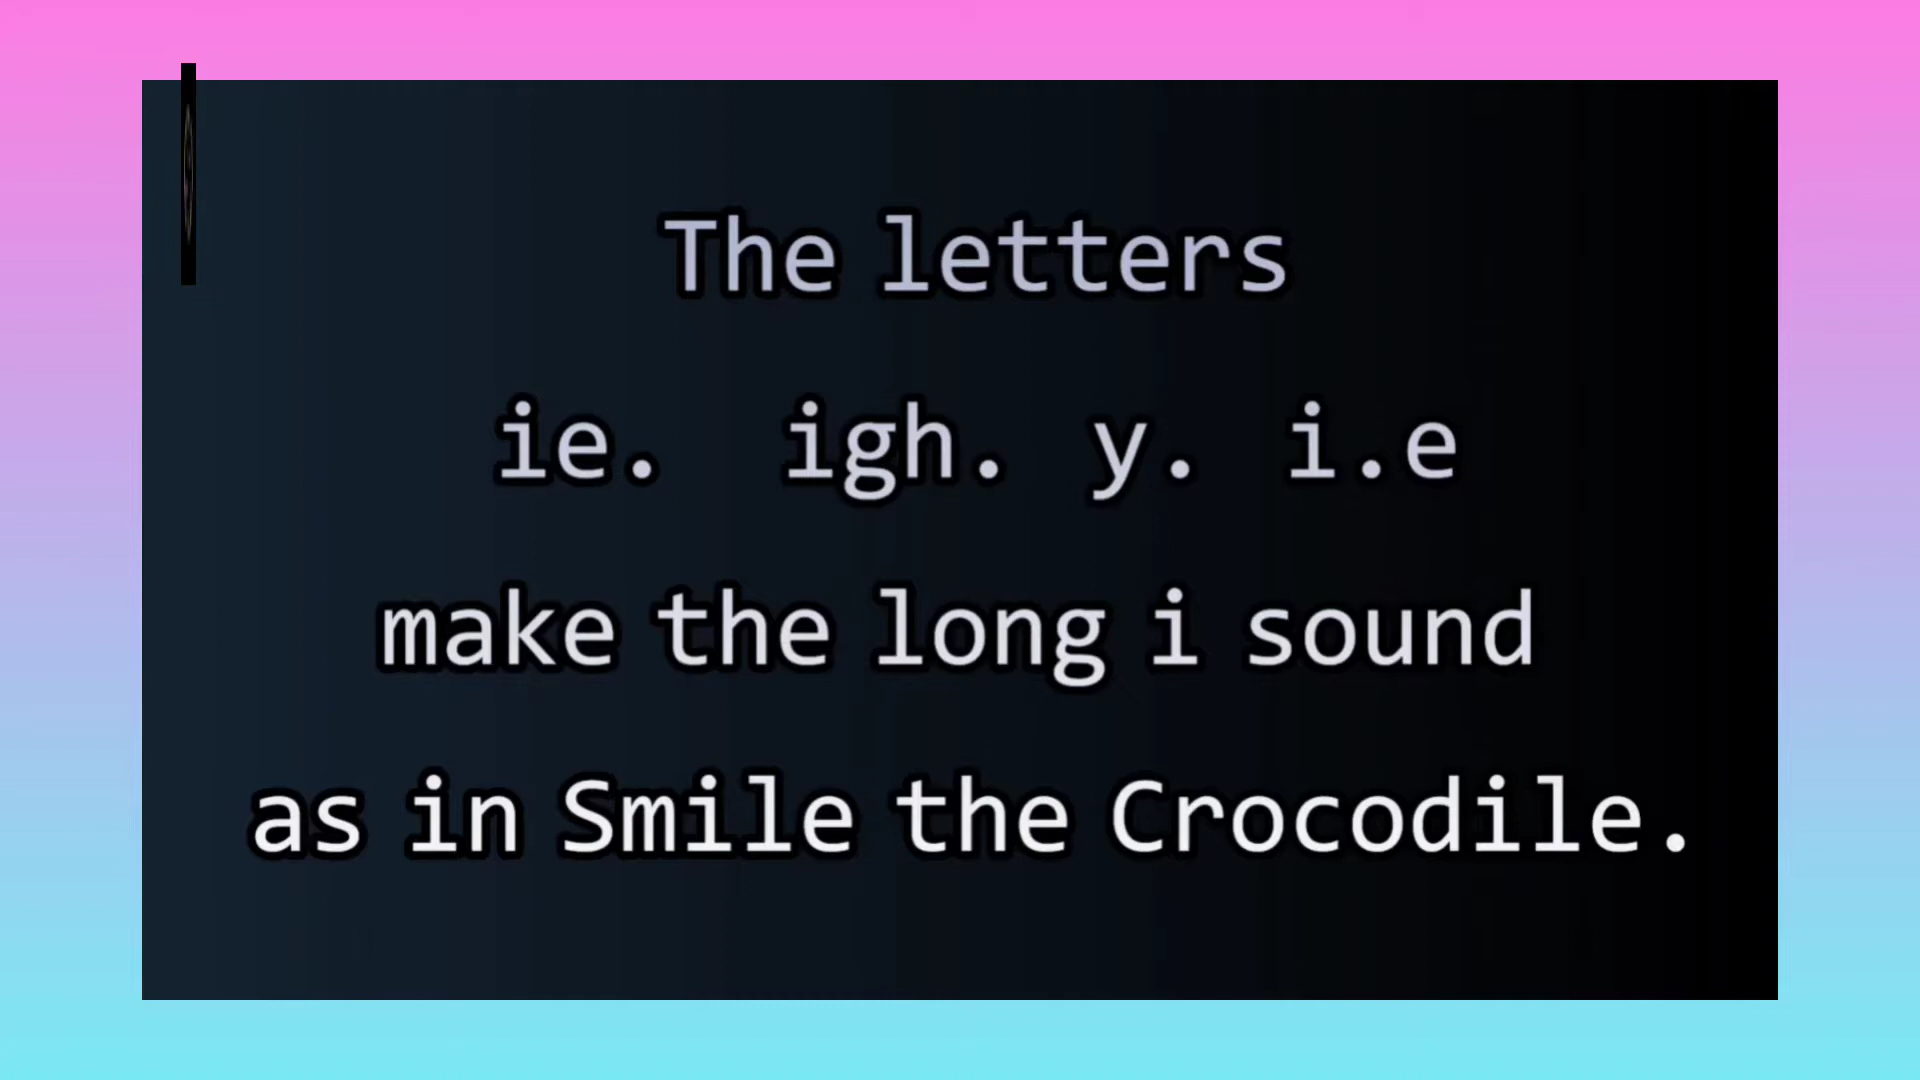 The letters
ie. igh. y. i.e
make the long i sound
as in Smile the Crocodile.